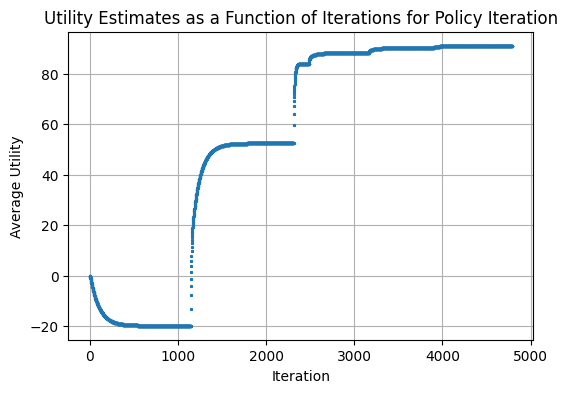 Utility Estimates as a Function of Iterations for Policy Iteration
Average Utility
80
60
40
20
0
−20
0 1000 2000 3000 4000 5000
Iteration